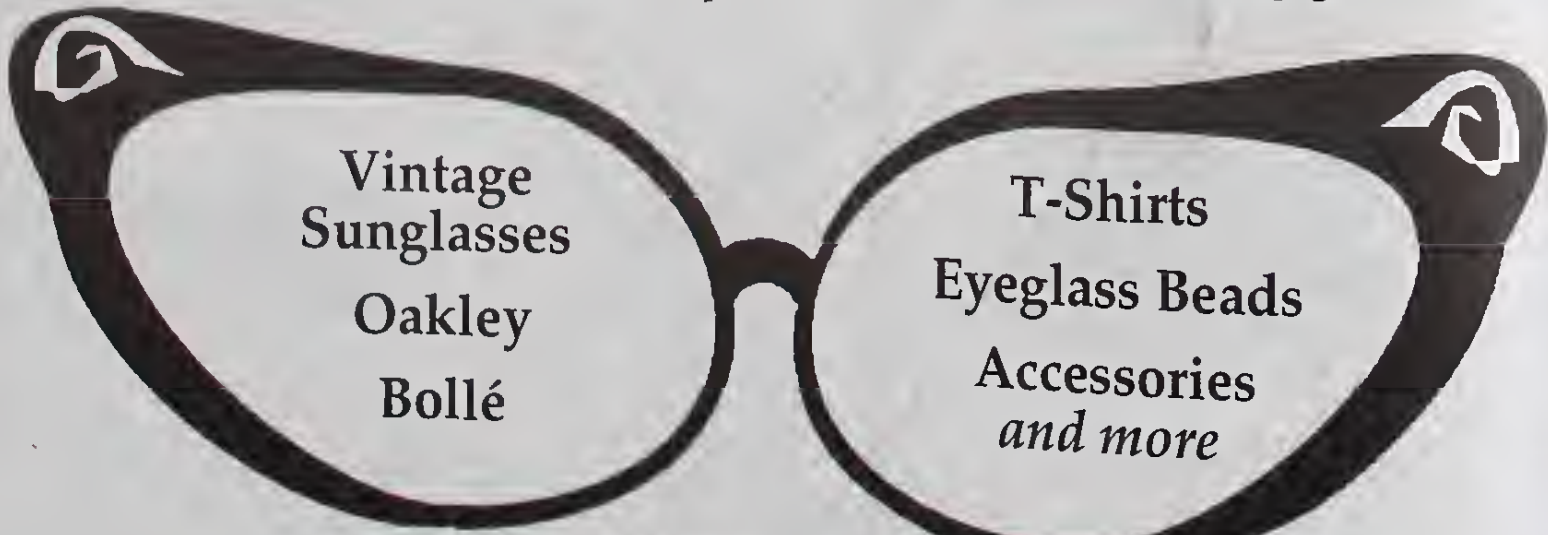 Vintage
Sunglasses
Oakley
Bollé
T-Shirts
Eyeglass Beads
Accessories
and more